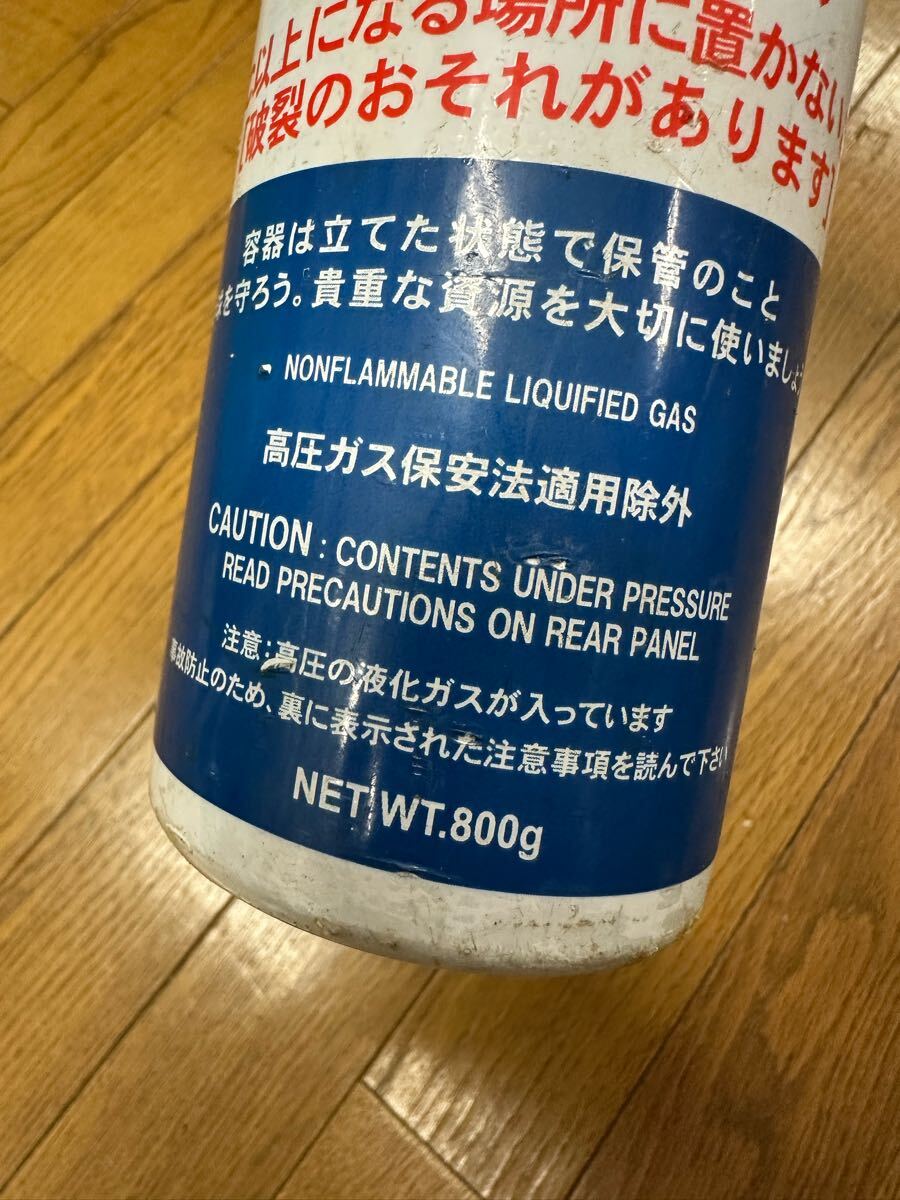 以上になる場所に置かない
破裂のおそれがあります】
容器は立てた状態で保管のこと
を守ろう。貴重な資源を大切に使いましょう
NONFLAMMABLE LIQUIFIED GAS
高圧ガス保安法適用除外
CAUTION : CONTENTS UNDER PRESSURE
READ PRECAUTIONS ON REAR PANEL
注意：高圧の液化ガスが入っています
事故防止のため、裏に表示された注意事項を読んで下さい
NET WT.800g